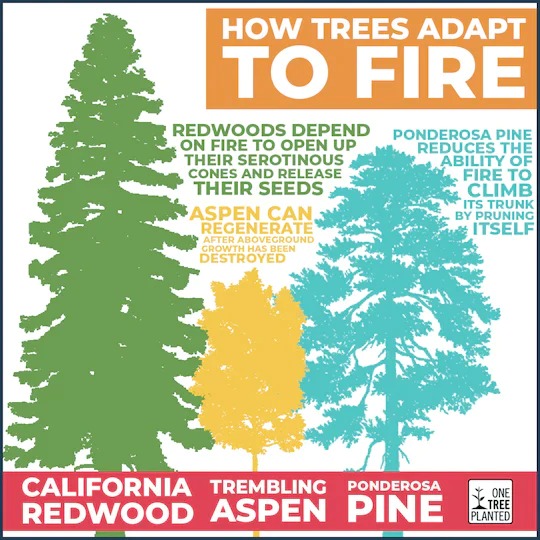 HOW TREES ADAPT
TO FIRE
REDWOODS DEPEND
ON FIRE TO OPEN UP
THEIR SEROTINOUS
CONES AND RELEASE
THEIR SEEDS
PONDEROSA PINE
REDUCES THE
ABILITY OF
FIRE TO
CLIMB
ITS TRUNK
BY PRUNING
ITSELF
ASPEN CAN
REGENERATE
AFTER ABOVEGROUND
GROWTH HAS BEEN
DESTROYED
CALIFORNIA
REDWOOD
TREMBLING
ASPEN
PONDEROSA
PINE
ONE
TREE
PLANTED